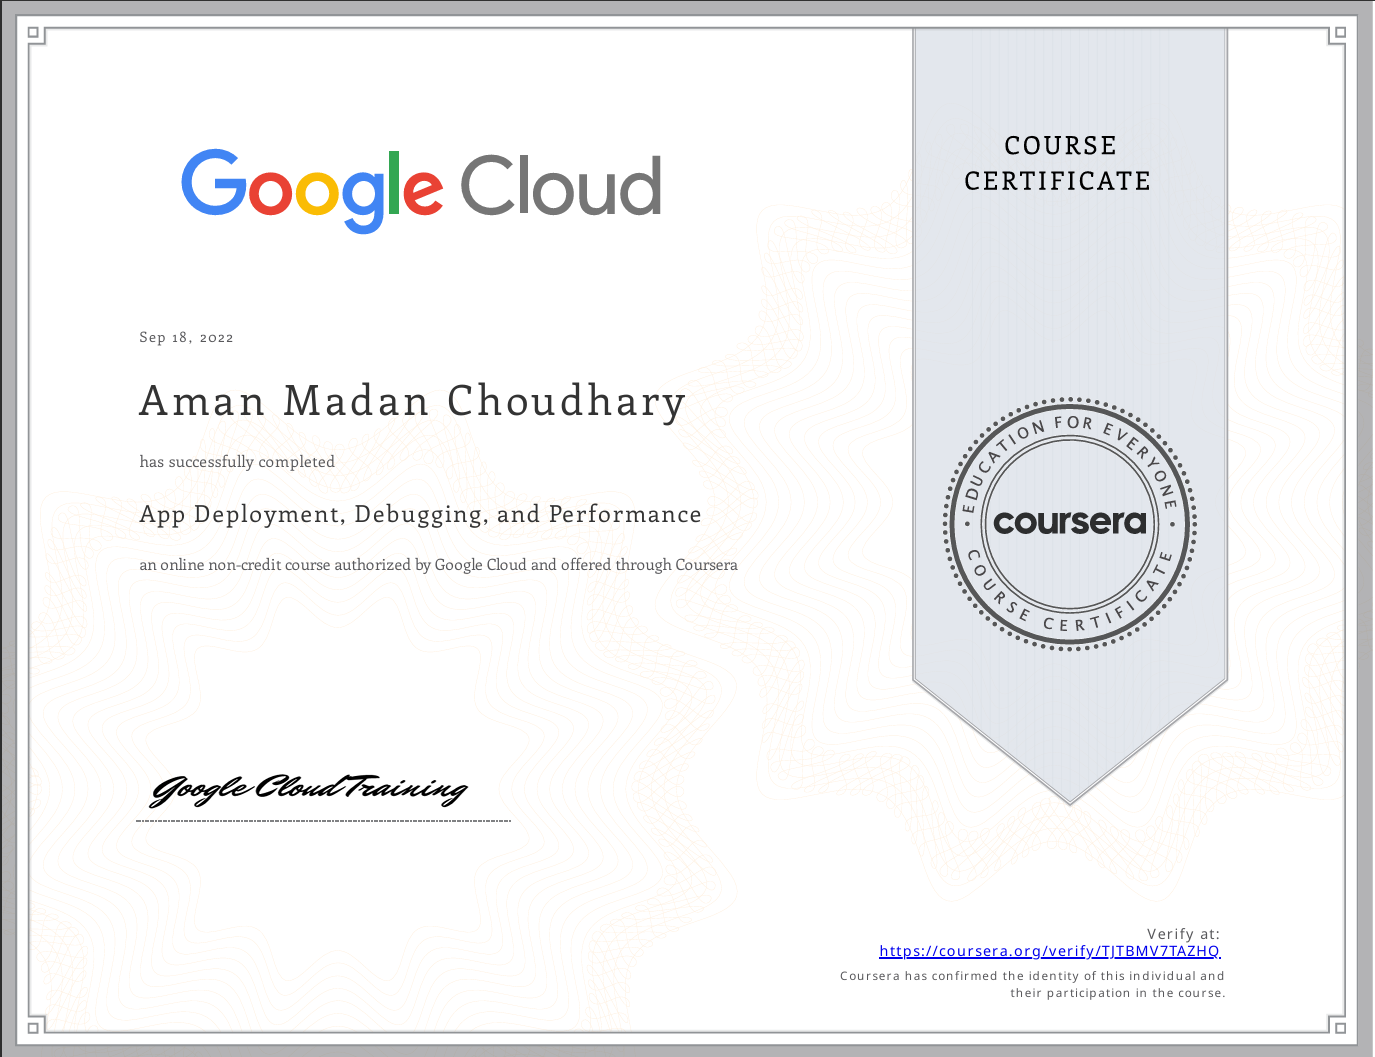 Google Cloud
COURSE
CERTIFICATE
Sep 18, 2022
Aman Madan Choudhary
has successfully completed
App Deployment, Debugging, and Performance
an online non-credit course authorized by Google Cloud and offered through Coursera
EDUCATION FOR EVERYONE
coursera
COURSE CERTIFICATE
Google Cloud Training
Verify at:
https://coursera.org/verify/TJTBMV7TAZHQ
Coursera has confirmed the identity of this individual and
their participation in the course.